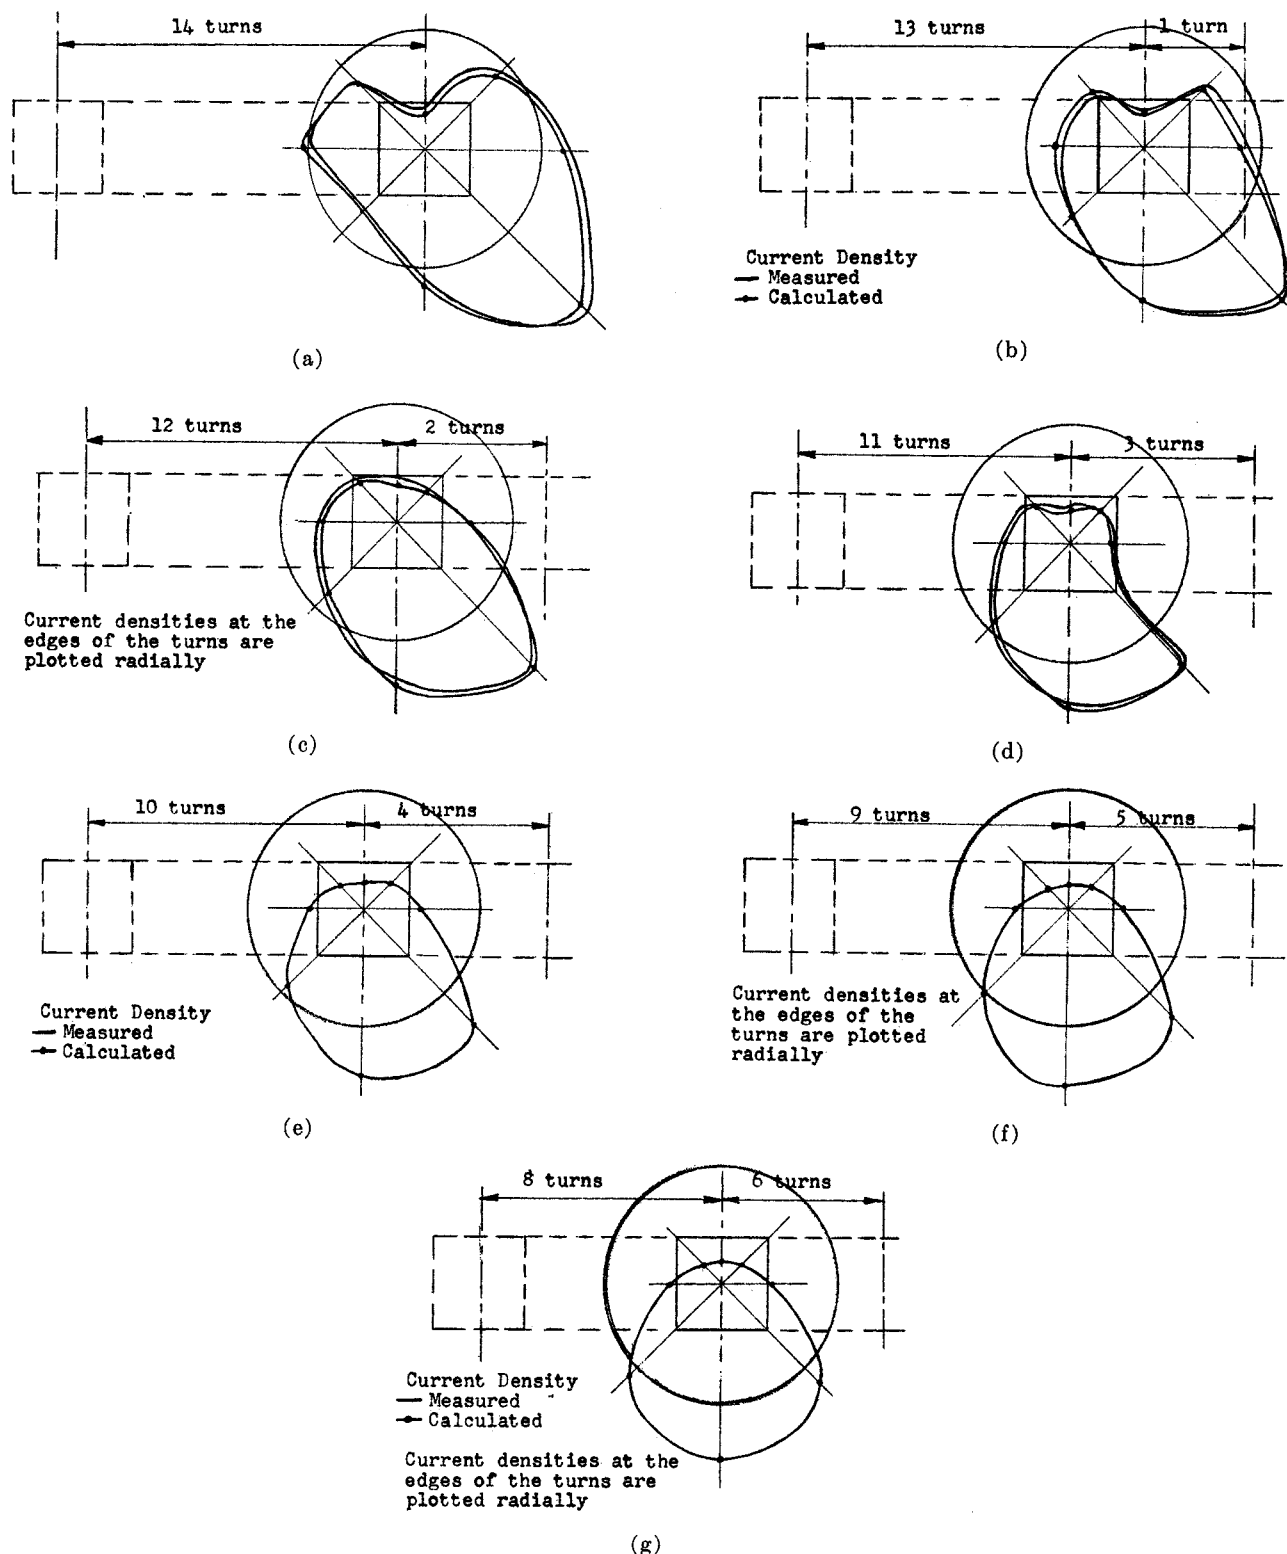 14 turns
(a)
13 turns
1 turn
Current Density
Measured
Calculated
(b)
12 turns
2 turns
Current densities at the
edges of the turns are
plotted radially
(c)
11 turns
3 turns
(d)
10 turns
4 turns
Current Density
Measured
Calculated
(e)
9 turns
5 turns
Current densities at
the edges of the
turns are plotted
radially
(f)
8 turns
6 turns
Current Density
Measured
Calculated
Current densities at the
edges of the turns are
plotted radially
(g)